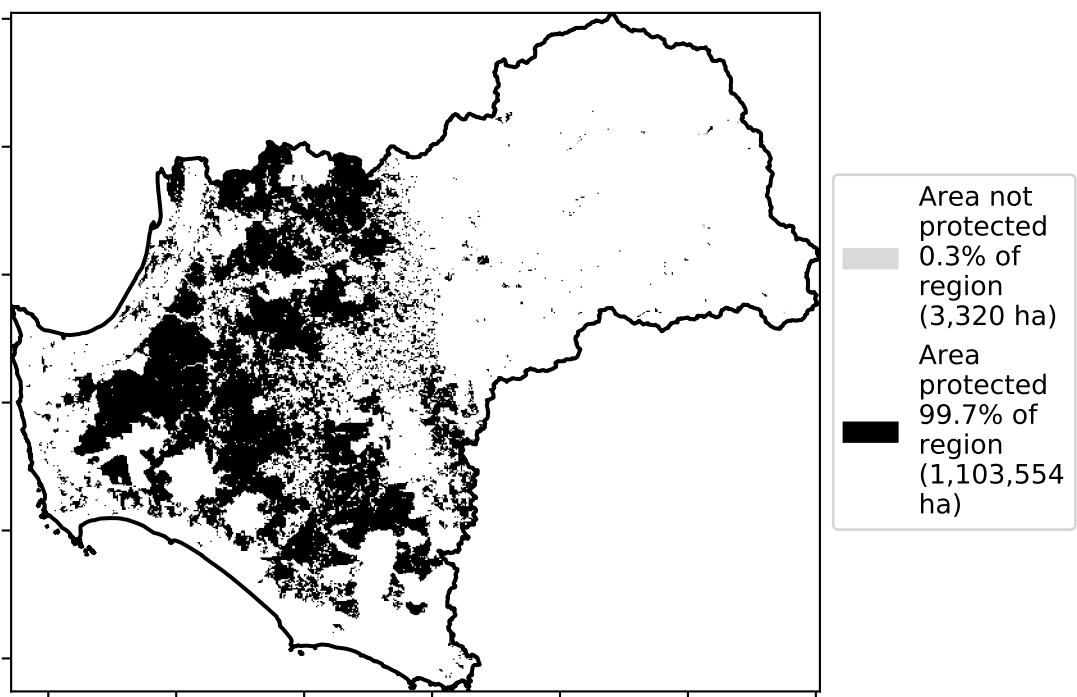 Area not
protected
0.3% of
region
(3,320 ha)
Area
protected
99.7% of
region
(1,103,554
ha)